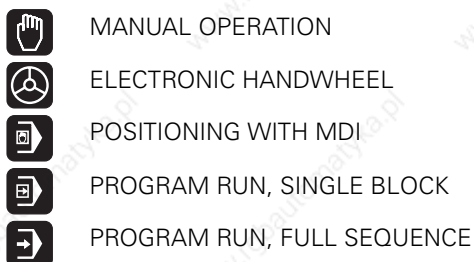 MANUAL OPERATION
ELECTRONIC HANDWHEEL
POSITIONING WITH MDI
PROGRAM RUN, SINGLE BLOCK
PROGRAM RUN, FULL SEQUENCE